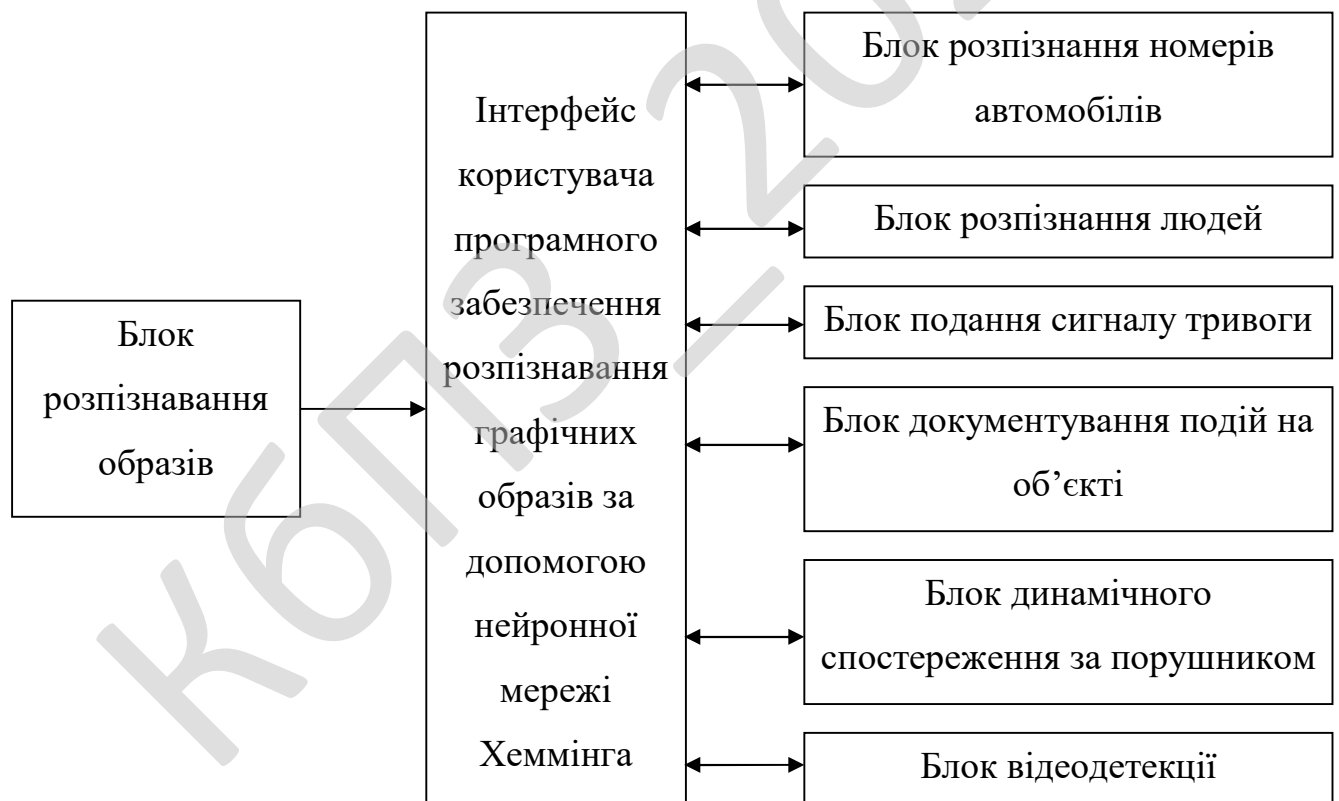 Блок
розпізнавання
образів
Інтерфейс
користувача
програмного
забезпечення
розпізнавання
графічних
образів за
допомогою
нейронної
мережі
Хеммінга
Блок розпізнання номерів
автомобілів
Блок розпізнання людей
Блок подання сигналу тривоги
Блок документування подій на
об’єкті
Блок динамічного
спостереження за порушником
Блок відеодетекції
КбПЗ_20